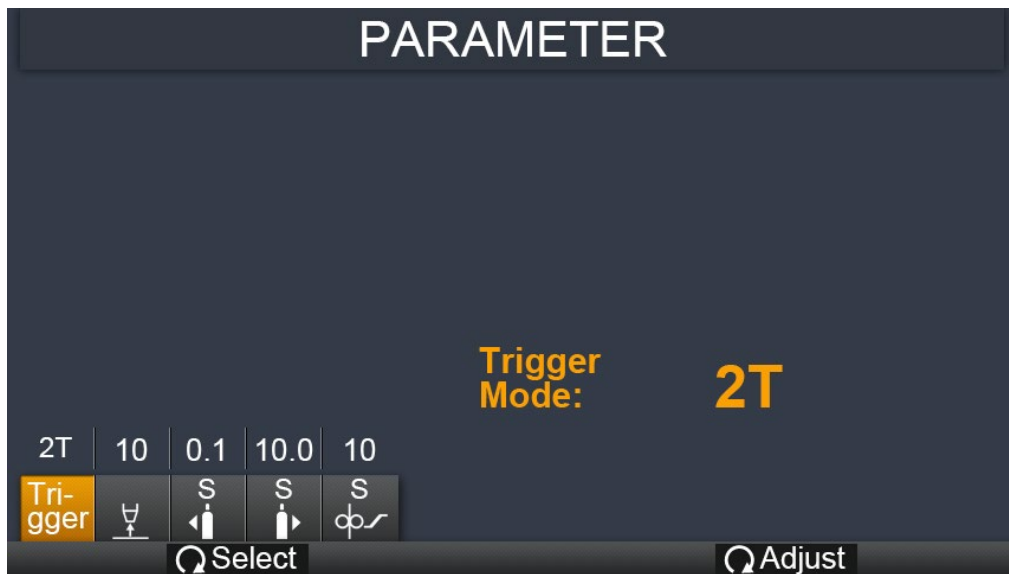 PARAMETER
Trigger
Mode:
2T
2T 10 0.1 10.0 10
Tri-
gger
S S S
Select Adjust